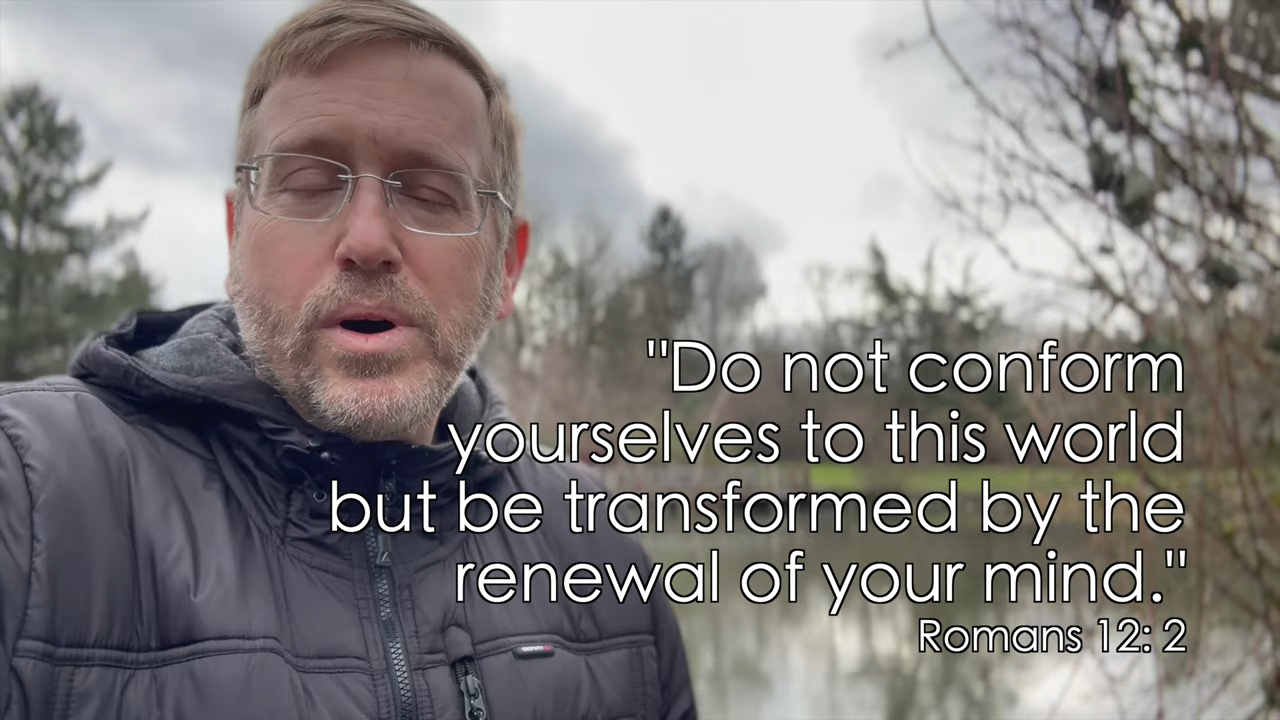 "Do not conform
yourselves to this world
but be transformed by the
renewal of your mind."
Romans 12: 2